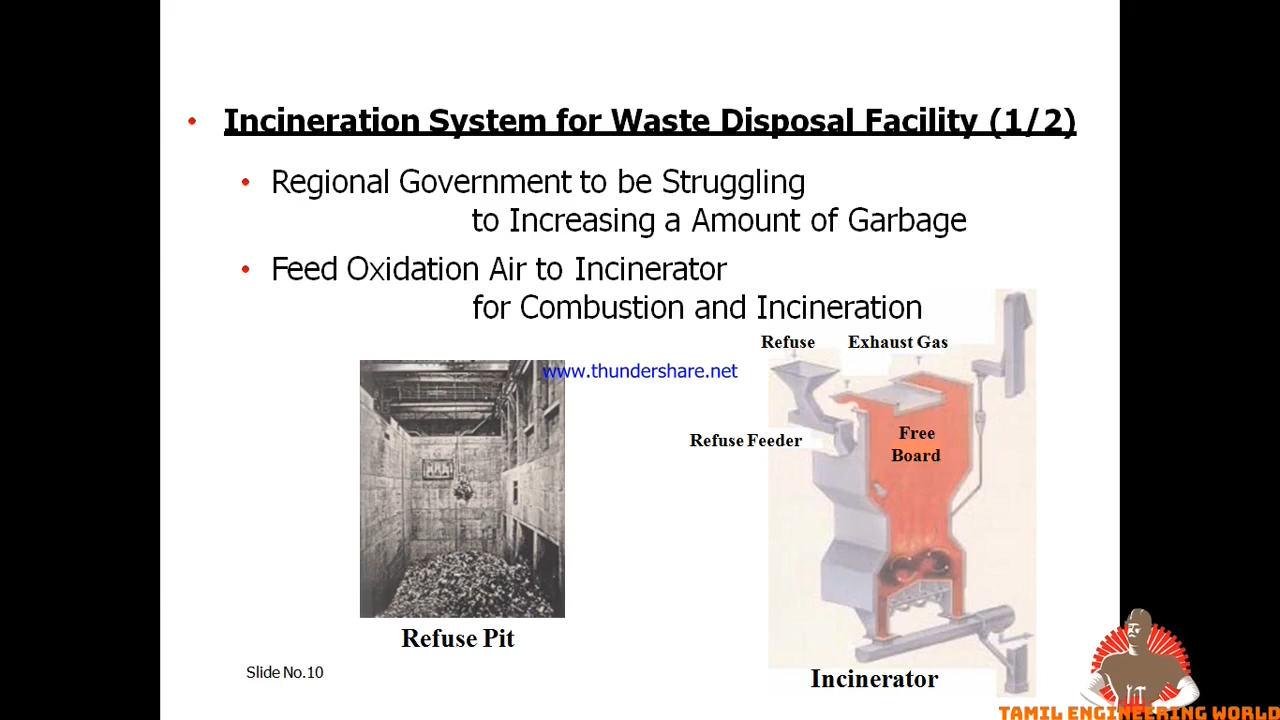 Incineration System for Waste Disposal Facility (1/2)
Regional Government to be Struggling
to Increasing a Amount of Garbage
Feed Oxidation Air to Incinerator
for Combustion and Incineration
Refuse
Exhaust Gas
www.thundershare.net
Refuse Feeder
Free
Board
Refuse Pit
Incinerator
Slide No.10
TAMIL ENGINEERING WORLD